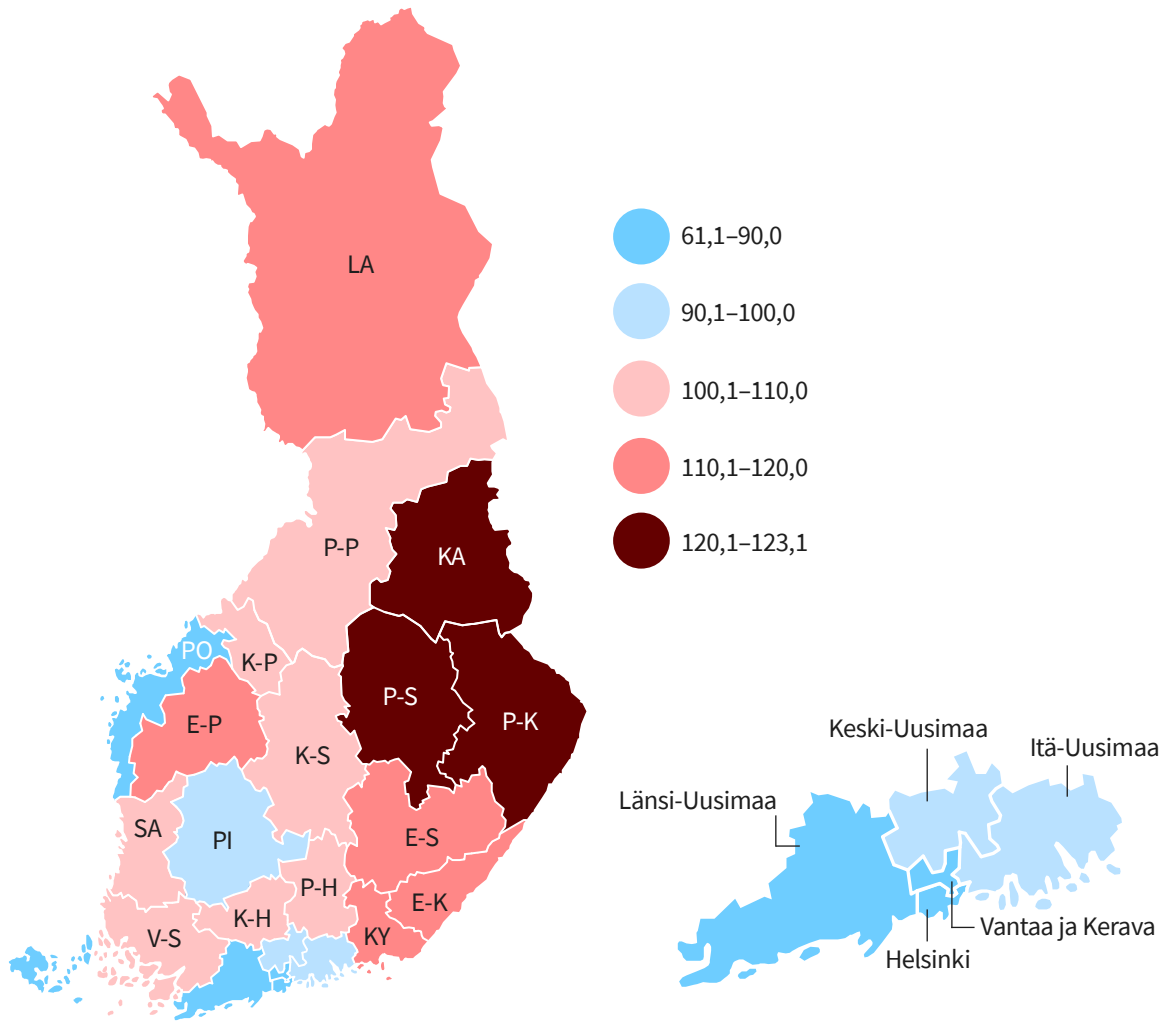 LA
61,1–90,0
90,1–100,0
100,1–110,0
110,1–120,0
120,1–123,1
P-P
KA
PO
K-P
P-S
E-P
P-K
K-S
SA
PI
E-S
P-H
E-K
K-H
V-S
KY
Keski-Uusimaa
Itä-Uusimaa
Länsi-Uusimaa
Vantaa ja Kerava
Helsinki